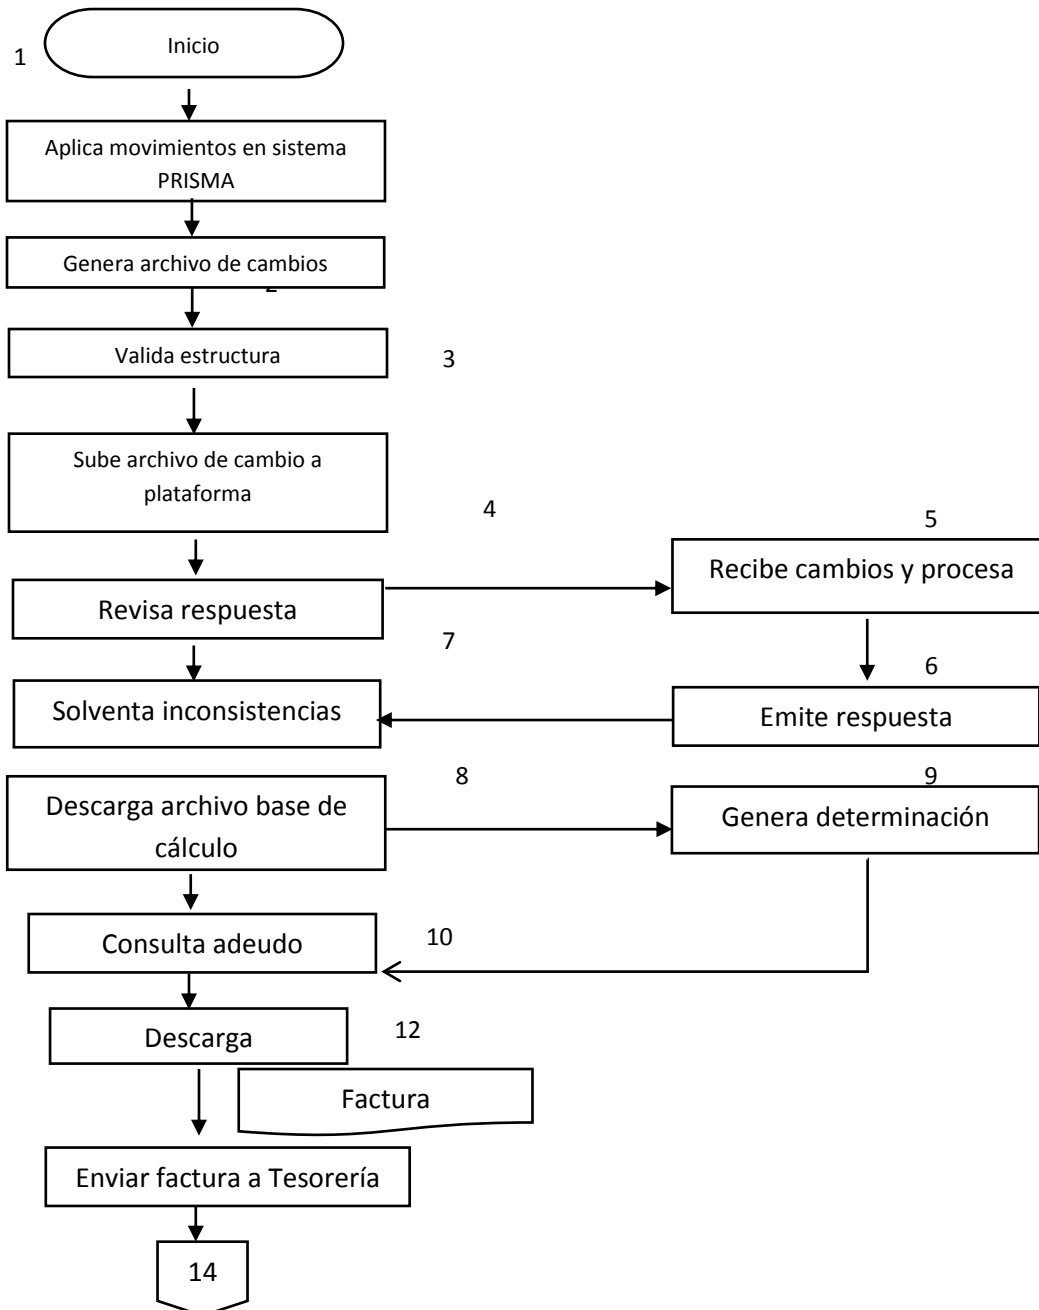 1
Inicio
Aplica movimientos en sistema
PRISMA
Genera archivo de cambios
Valida estructura
3
Sube archivo de cambio a
plataforma
4
5
Recibe cambios y procesa
Revisa respuesta
7
6
Solventa inconsistencias
Emite respuesta
8
9
Descarga archivo base de
cálculo
Genera determinación
Consulta adeudo
10
Descarga
12
Factura
Enviar factura a Tesorería
14